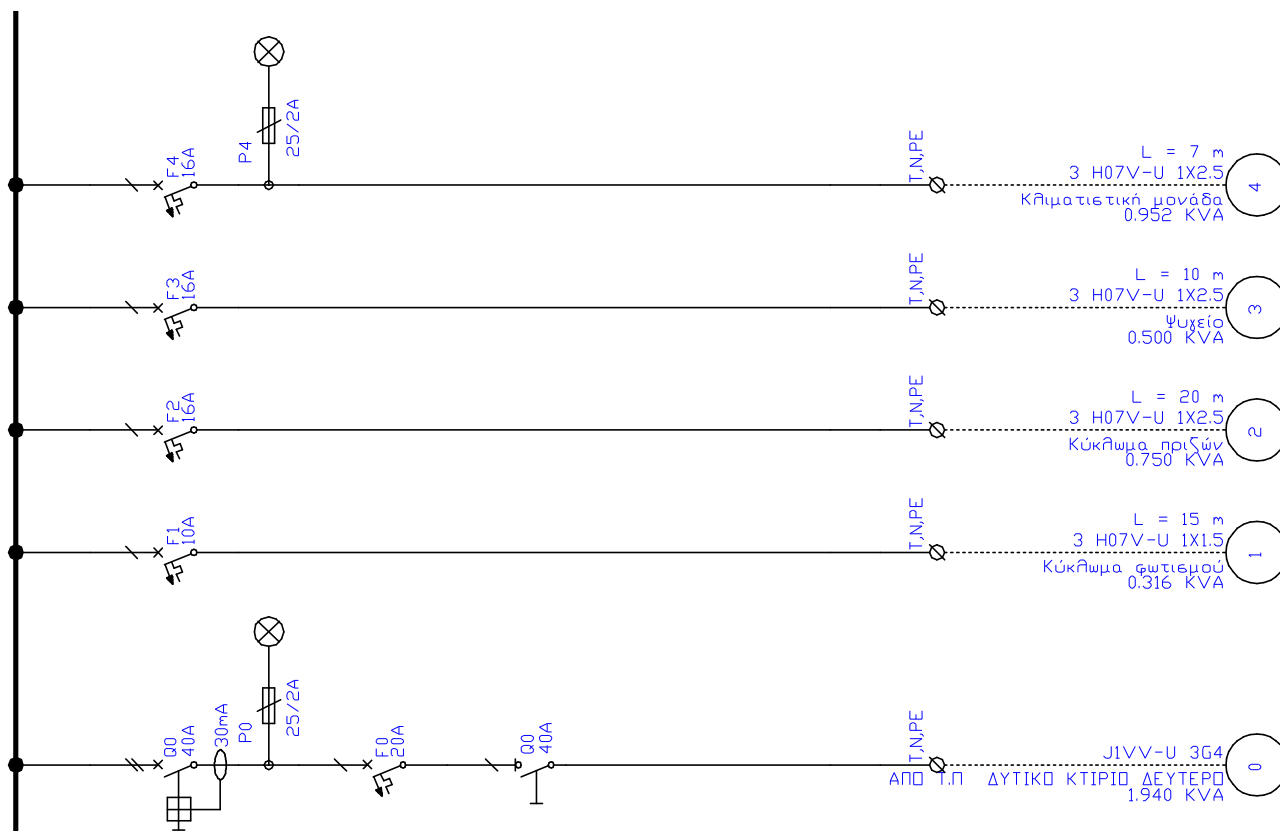 P4
25/2A
F4
16A
T,N,PE
L = 7 m
3 H07V-U 1X2.5
Κλιματιστική μονάδα
0.952 KVA
4
F3
16A
T,N,PE
L = 10 m
3 H07V-U 1X2.5
Ψυγείο
0.500 KVA
3
F2
16A
T,N,PE
L = 20 m
3 H07V-U 1X2.5
Κύκλωμα πριζών
0.750 KVA
2
F1
10A
T,N,PE
L = 15 m
3 H07V-U 1X1.5
Κύκλωμα φωτισμού
0.316 KVA
1
Q0
40A
30mA
P0
25/2A
F0
20A
Q0
40A
T,N,PE
J1VV-U 3G4
ΑΠΟ Τ.Π ΔΥΤΙΚΟ ΚΤΙΡΙΟ ΔΕΥΤΕΡΟ
1.940 KVA
0